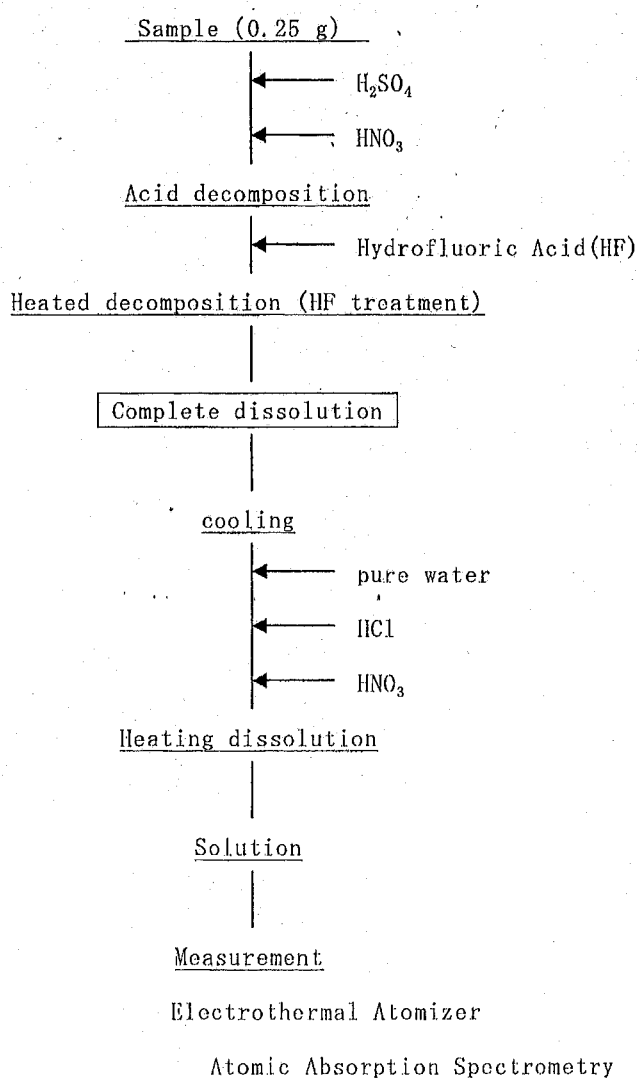 Sample (0.25 g)
H₂SO₄
HNO₃
Acid decomposition
Hydrofluoric Acid(HF)
Heated decomposition (HF treatment)
Complete dissolution
cooling
pure water
HCl
HNO₃
Heating dissolution
Solution
Measurement
Electrothermal Atomizer
Atomic Absorption Spectrometry